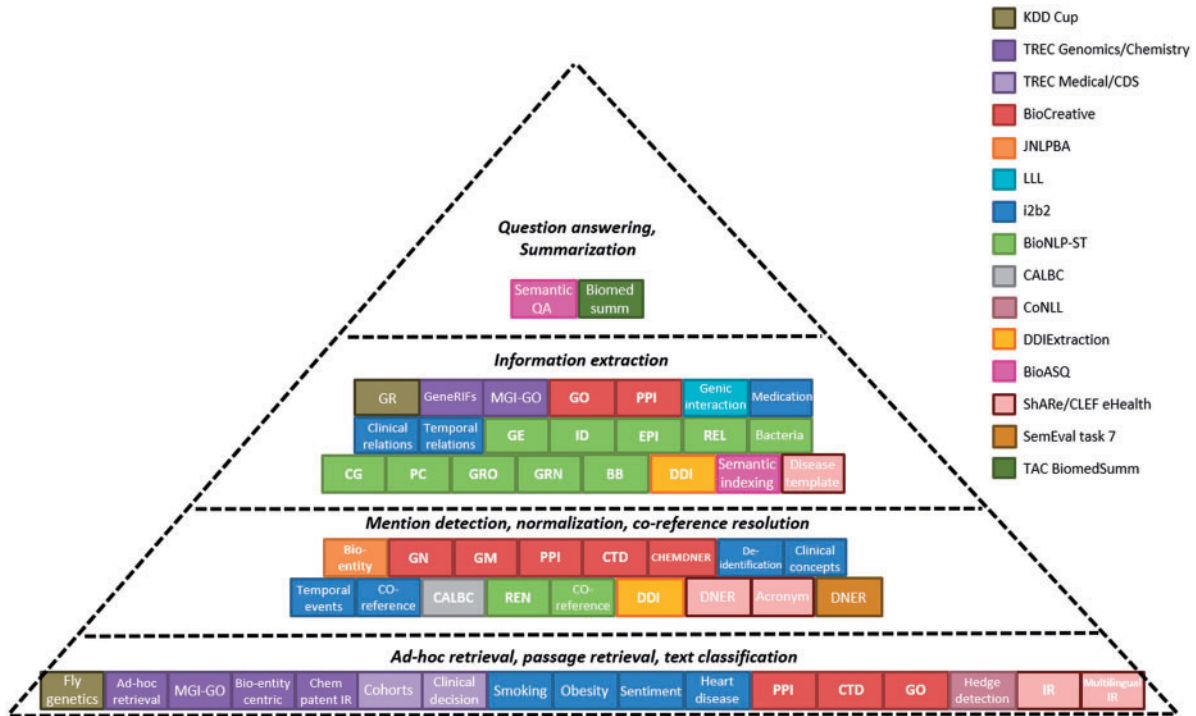 KDD Cup
TREC Genomics/Chemistry
TREC Medical/CDS
BioCreative
JNLPBA
LLL
i2b2
BioNLP-ST
CALBC
CoNLL
DDIExtraction
BioASQ
ShARe/CLEF eHealth
SemEval task 7
TAC BiomedSumm
Question answering,
Summarization
Semantic
QA
Biomed
summ
Information extraction
GR
GeneRIFs
MGI-GO
GO
PPI
Genic
interaction
Medication
Clinical
relations
Temporal
relations
GE
ID
EPI
REL
Bacteria
CG
PC
GRO
GRN
BB
DDI
Semantic
indexing
Disease
template
Mention detection, normalization, co-reference resolution
Bio-
entity
GN
GM
PPI
CTD
CHEMDNER
De-
identification
Clinical
concepts
Temporal
events
CO-
reference
CALBC
REN
CO-
reference
DDI
DNER
Acronym
DNER
Ad-hoc retrieval, passage retrieval, text classification
Fly
genetics
Ad-hoc
retrieval
MGI-GO
Bio-entity
centric
Chem
patent IR
Cohorts
Clinical
decision
Smoking
Obesity
Sentiment
Heart
disease
PPI
CTD
GO
Hedge
detection
IR
Multilingual
IR